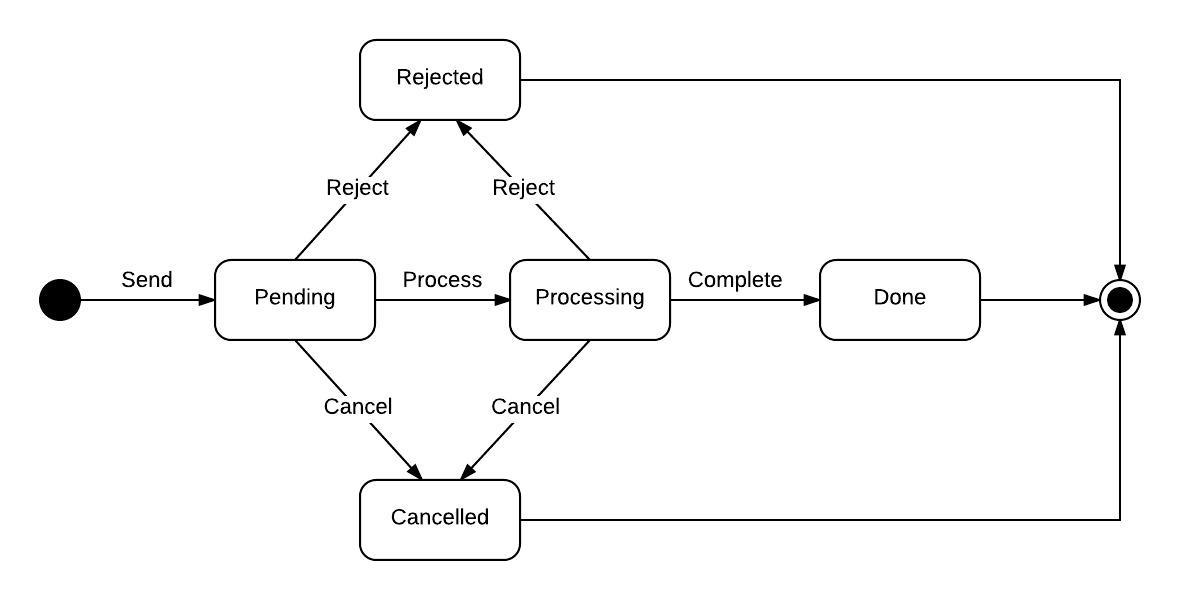 Rejected
Reject
Reject
Send
Pending
Process
Processing
Complete
Done
Cancel
Cancel
Cancelled